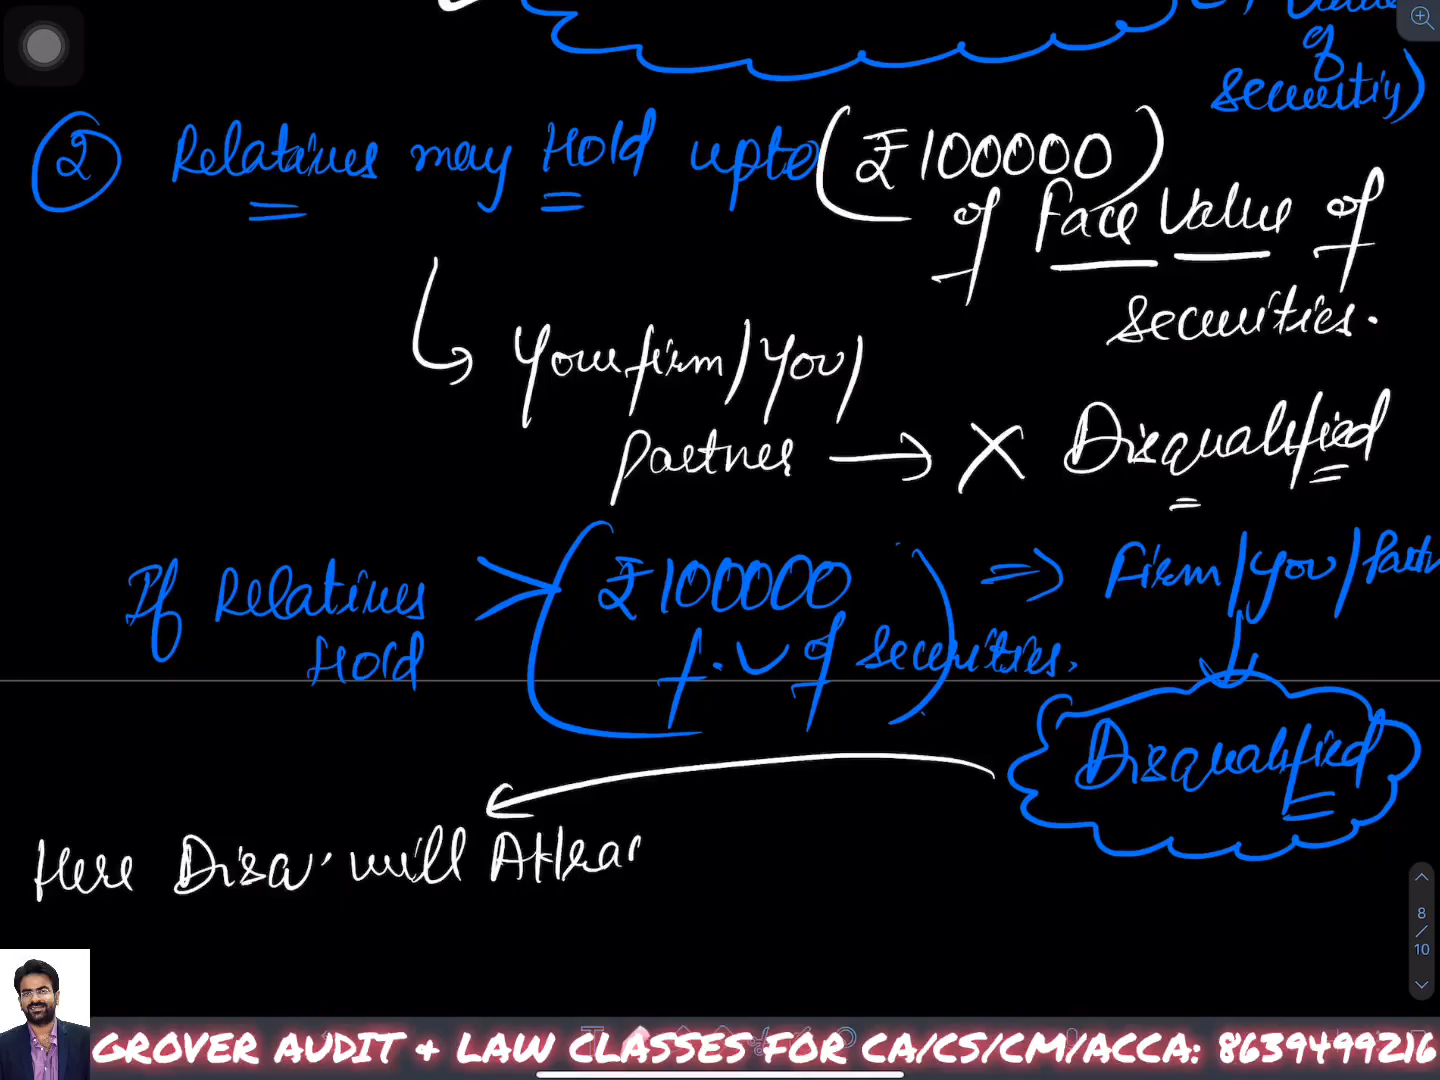 of
securities)
② Relatives may Hold upto (₹100000)
of Face Value of
securities.
Your firm/You/
Partner → X Disqualified
If Relatives > (₹100000 ⇒ Firm/You/Partn
Hold f.v of securities.)
Disqualified
Here Disq. will
8
/
10
GROVER AUDIT & LAW CLASSES FOR CA/CS/CM/ACCA: 8639499216